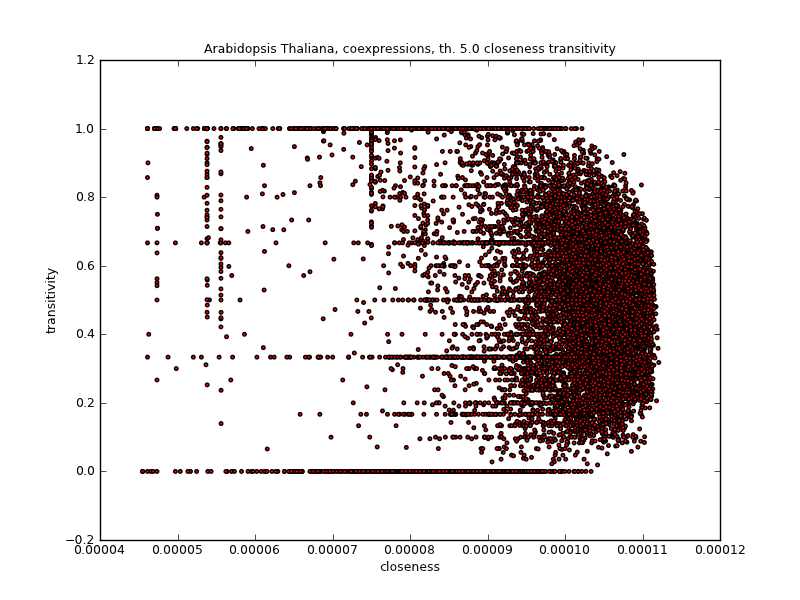 Arabidopsis Thaliana, coexpressions, th. 5.0 closeness transitivity
1.2
1.0
0.8
0.6
0.4
0.2
0.0
−0.2
transitivity
0.00004 0.00005 0.00006 0.00007 0.00008 0.00009 0.00010 0.00011 0.00012
closeness